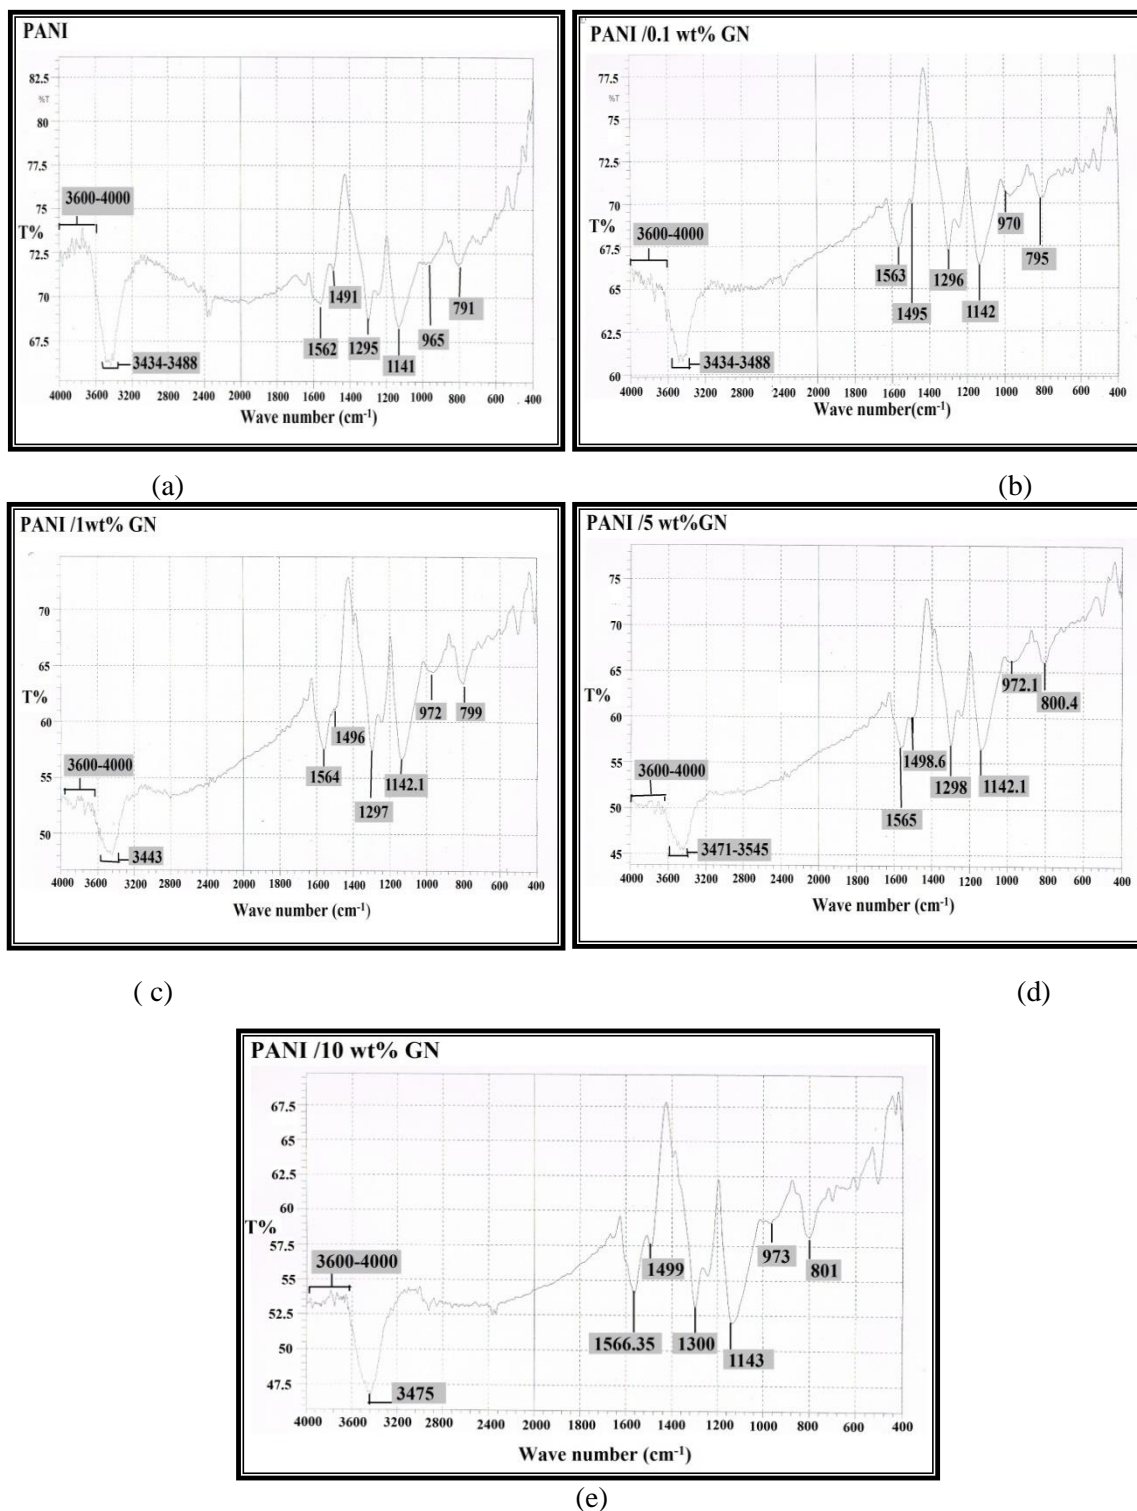 PANI
82.5
%T
80
77.5
75
T%
72.5
70
67.5
3600-4000
3434-3488
1562
1491
1295
1141
965
791
4000 3600 3200 2800 2400 2000 1800 1600 1400 1200 1000 800 600 400
Wave number (cm-1)
(a)
PANI /0.1 wt% GN
77.5
%T
75
72.5
70
T%
67.5
65
62.5
60
3600-4000
3434-3488
1563
1495
1296
1142
970
795
4000 3600 3200 2800 2400 2000 1800 1600 1400 1200 1000 800 600 400
Wave number(cm-1)
(b)
PANI /1wt% GN
70
65
T%
60
55
50
3600-4000
3443
1564
1496
1297
1142.1
972
799
4000 3600 3200 2800 2400 2000 1600 1400 1200 1000 800 600 400
Wave number (cm-1)
( c)
PANI /5 wt%GN
75
70
65
T%
60
55
50
45
3600-4000
3471-3545
1565
1498.6
1298
1142.1
972.1
800.4
4000 3600 3200 2800 2400 2000 1800 1600 1400 1200 1000 800 600 400
Wave number (cm-1)
(d)
PANI /10 wt% GN
67.5
65
62.5
60
T%
57.5
55
52.5
50
47.5
3600-4000
3475
1566.35
1499
1300
1143
973
801
4000 3600 3200 2800 2400 2000 1600 1400 1200 1000 800 600 400
Wave number (cm-1)
(e)